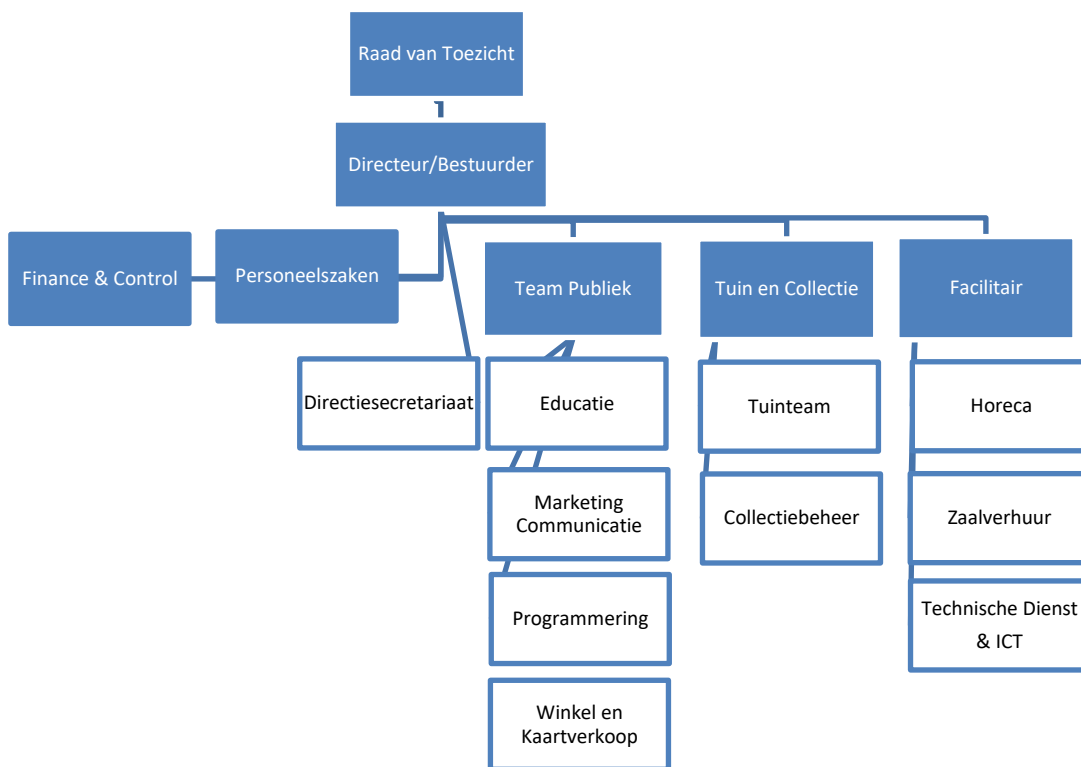 Raad van Toezicht
Directeur/Bestuurder
Finance & Control
Personeelszaken
Team Publiek
Tuin en Collectie
Facilitair
Directiesecretariaat
Educatie
Tuinteam
Horeca
Marketing
Communicatie
Collectiebeheer
Zaalverhuur
Programmering
Technische Dienst
& ICT
Winkel en
Kaartverkoop